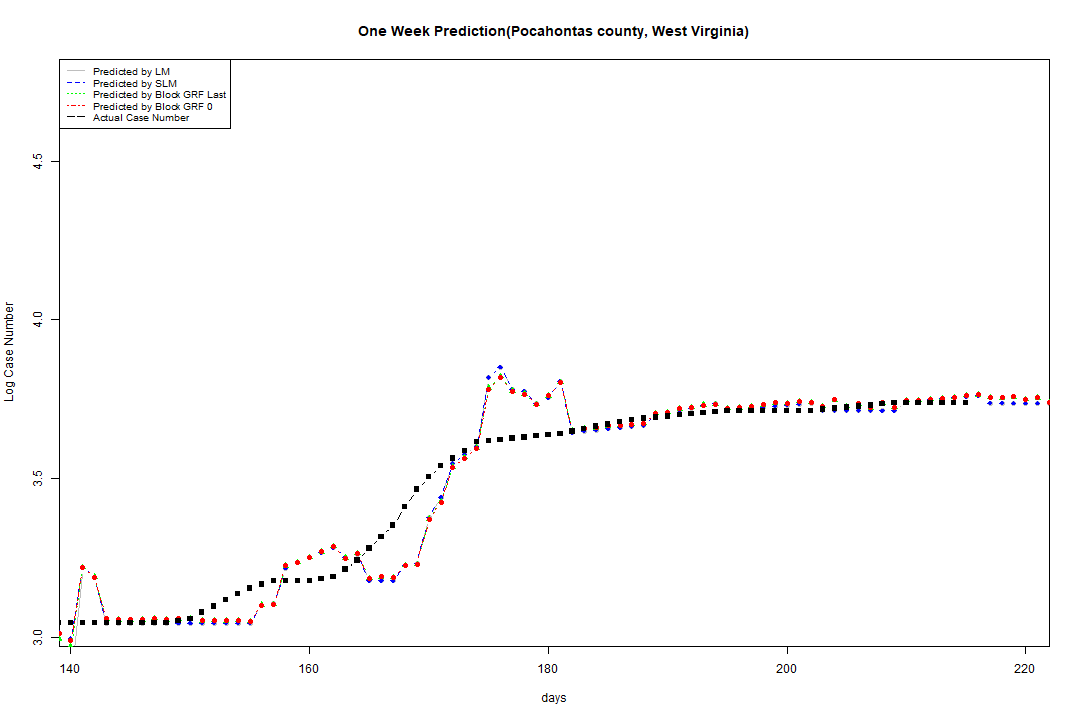 One Week Prediction(Pocahontas county, West Virginia)
Predicted by LM
Predicted by SLM
Predicted by Block GRF Last
Predicted by Block GRF 0
Actual Case Number
4.5
4.0
3.5
3.0
Log Case Number
140 160 180 200 220
days